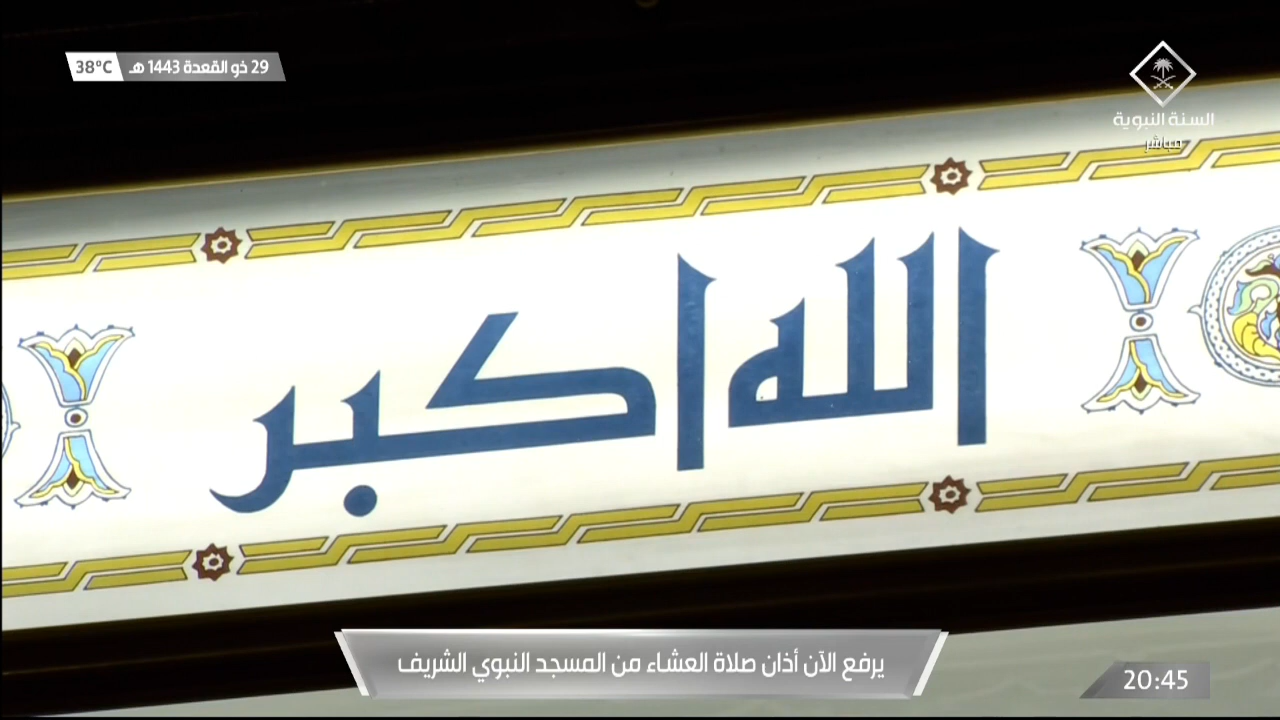 29 ذو القعدة 1443 هـ 38°C
السنة النبوية
مباشر
الله اكبر
يرفع الآن أذان صلاة العشاء من المسجد النبوي الشريف
20:45